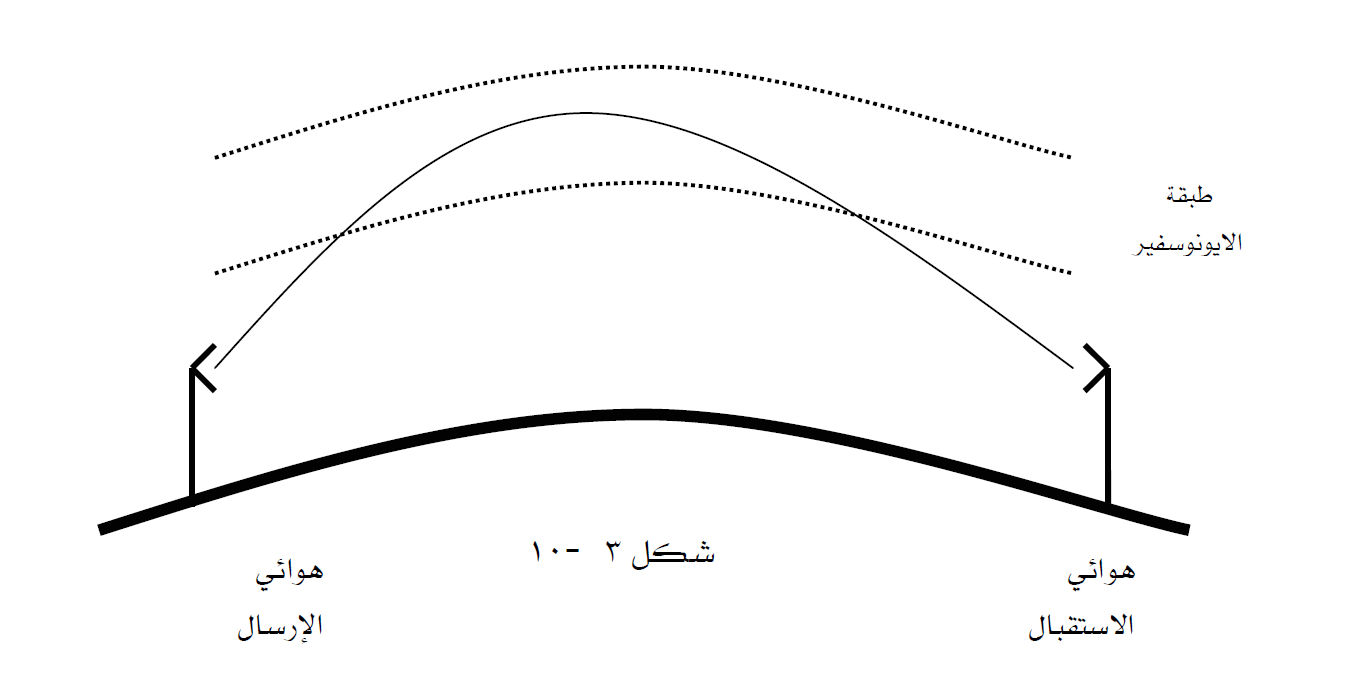 طبقة
الايونوسفير
شكل ٣ -١٠
هوائي
الاستقبال
هوائي
الإرسال